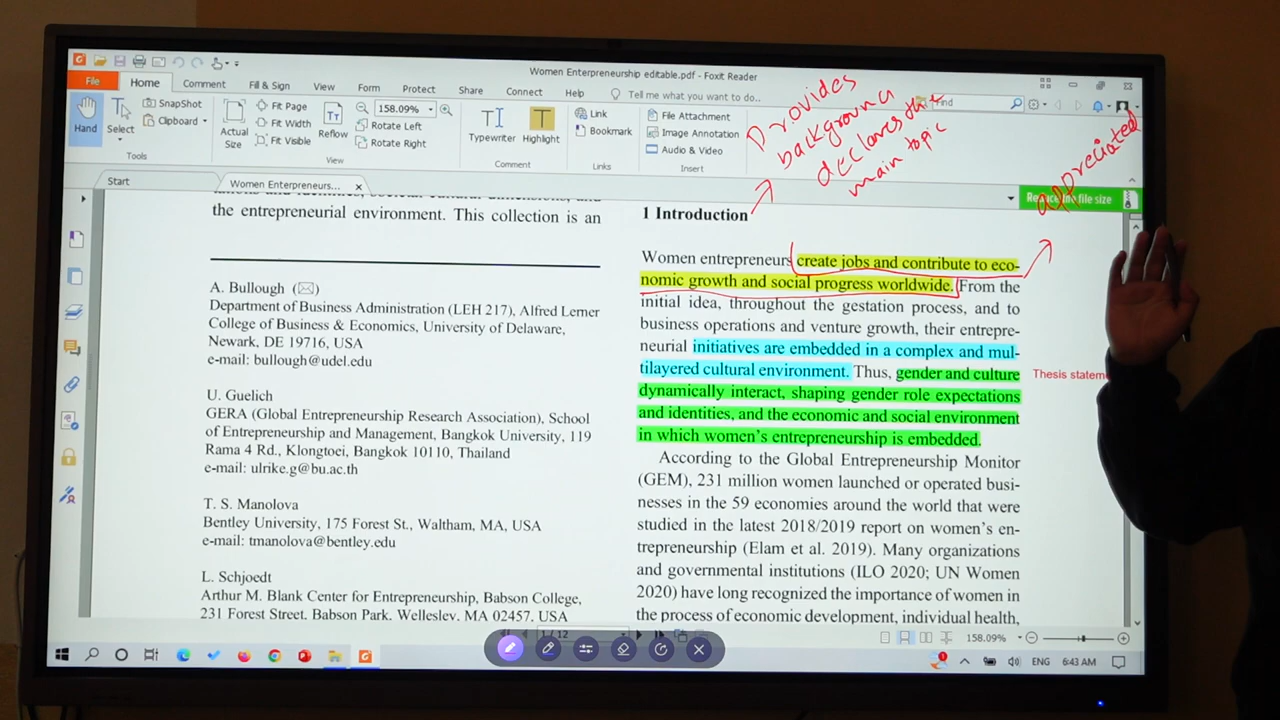 Women Enterpreneurship editable.pdf - Foxit Reader
File
Home
Comment
Fill & Sign
View
Form
Protect
Share
Connect
Help
Tell me what you want to do..
Find
Hand
Select
SnapShot
Clipboard
Tools
Actual Size
Fit Page
Fit Width
Fit Visible
Reflow
158.09%
Rotate Left
Rotate Right
View
Typewriter
Highlight
Comment
Link
Bookmark
Links
File Attachment
Image Annotation
Audio & Video
Insert
Provides
background
declares the
main topic
appreciated
Start
Women Enterpreneurs...
file size
the entrepreneurial environment. This collection is an
A. Bullough
Department of Business Administration (LEH 217), Alfred Lerner
College of Business & Economics, University of Delaware,
Newark, DE 19716, USA
e-mail: bullough@udel.edu
U. Guelich
GERA (Global Entrepreneurship Research Association), School
of Entrepreneurship and Management, Bangkok University, 119
Rama 4 Rd., Klongtoei, Bangkok 10110, Thailand
e-mail: ulrike.g@bu.ac.th
T. S. Manolova
Bentley University, 175 Forest St., Waltham, MA, USA
e-mail: tmanolova@bentley.edu
L. Schjoedt
Arthur M. Blank Center for Entrepreneurship, Babson College,
231 Forest Street, Babson Park, Wellesley, MA 02457, USA
1 Introduction
Women entrepreneurs create jobs and contribute to eco-
nomic growth and social progress worldwide. From the
initial idea, throughout the gestation process, and to
business operations and venture growth, their entrepre-
neurial initiatives are embedded in a complex and mul-
tilayered cultural environment. Thus, gender and culture
dynamically interact, shaping gender role expectations
and identities, and the economic and social environment
in which women's entrepreneurship is embedded.
Thesis statem
According to the Global Entrepreneurship Monitor
(GEM), 231 million women launched or operated busi-
nesses in the 59 economies around the world that were
studied in the latest 2018/2019 report on women's en-
trepreneurship (Elam et al. 2019). Many organizations
and governmental institutions (ILO 2020; UN Women
2020) have long recognized the importance of women in
the process of economic development, individual health,
1 / 12
158.09%
ENG
6:43 AM